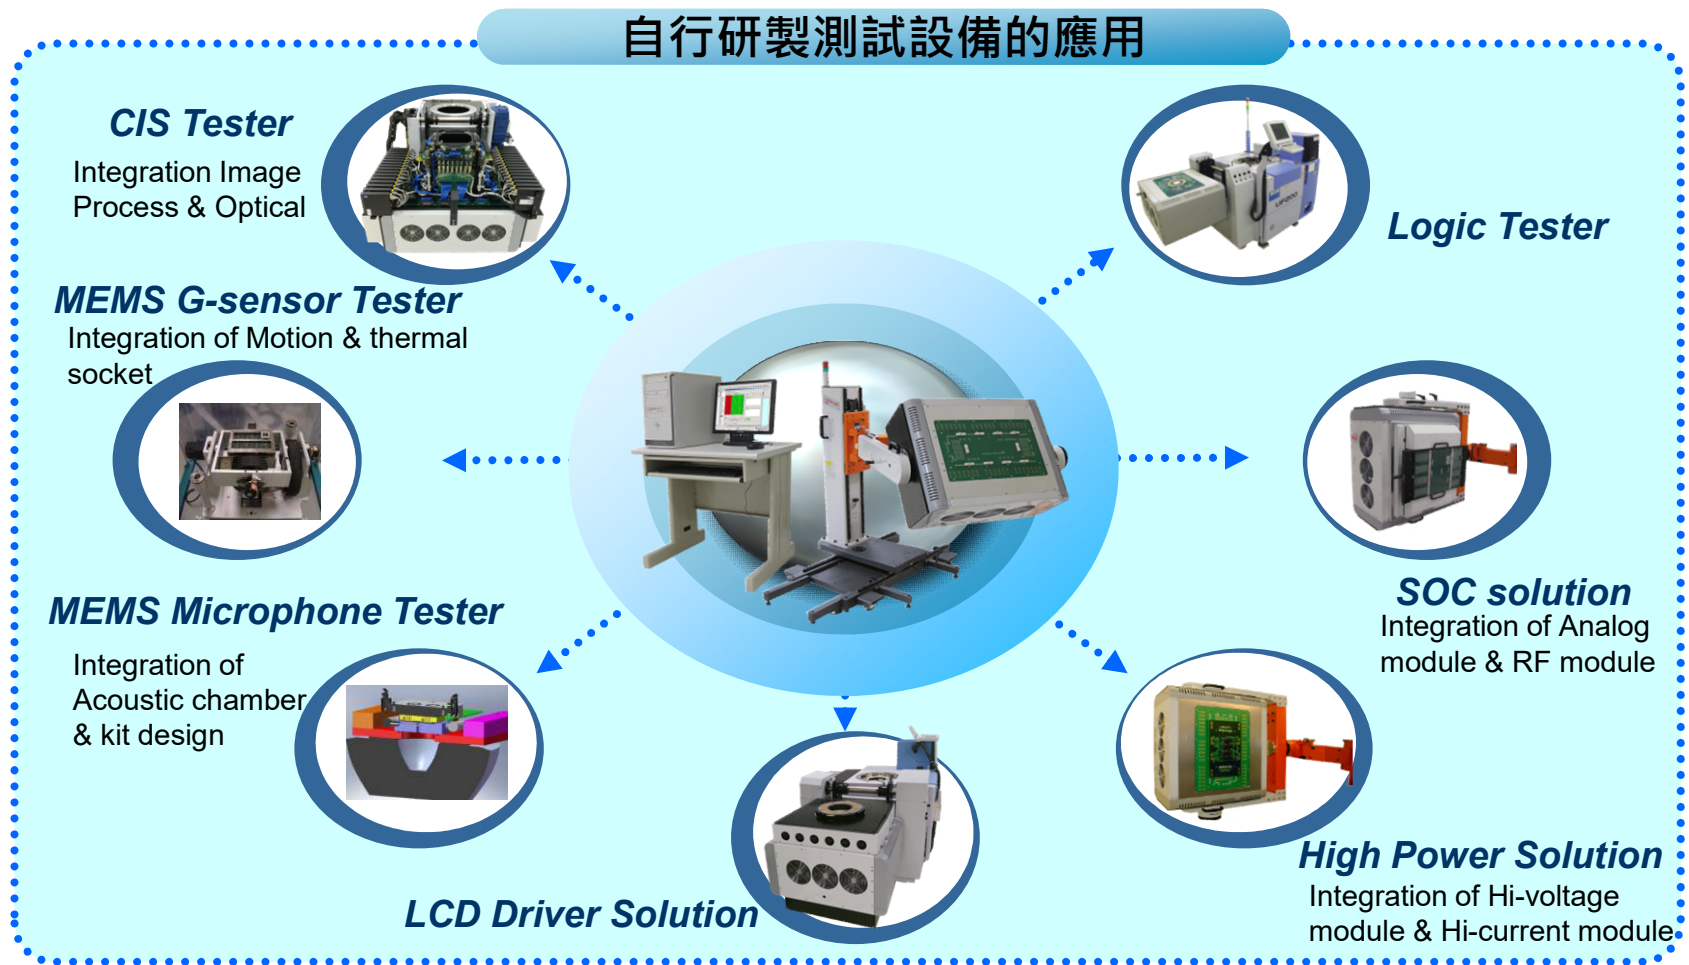 自行研製測試設備的應用
CIS Tester
Integration Image
Process & Optical
Logic Tester
MEMS G-sensor Tester
Integration of Motion & thermal
socket
SOC solution
Integration of Analog
module & RF module
MEMS Microphone Tester
Integration of
Acoustic chamber
& kit design
High Power Solution
Integration of Hi-voltage
module & Hi-current module
LCD Driver Solution